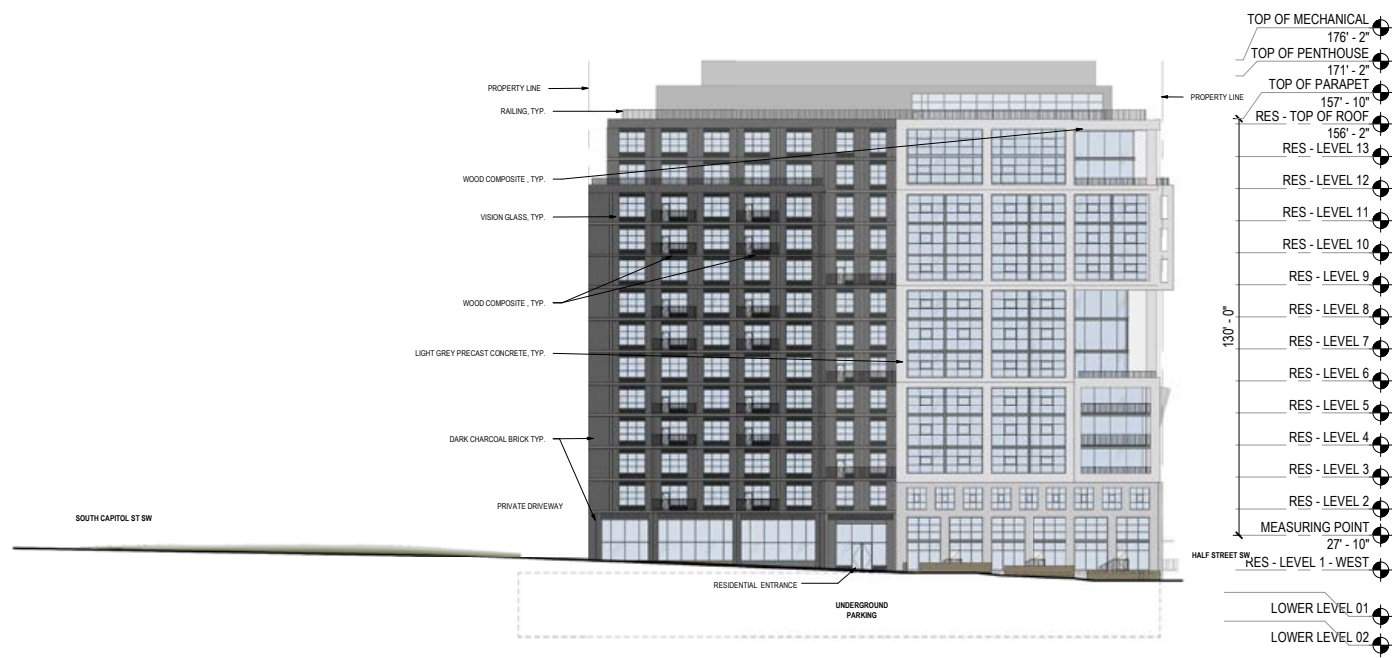 TOP OF MECHANICAL
176' - 2"
TOP OF PENTHOUSE
171' - 2"
TOP OF PARAPET
157' - 10"
RES - TOP OF ROOF
156' - 2"
RES - LEVEL 13
RES - LEVEL 12
RES - LEVEL 11
RES - LEVEL 10
RES - LEVEL 9
RES - LEVEL 8
RES - LEVEL 7
RES - LEVEL 6
RES - LEVEL 5
RES - LEVEL 4
RES - LEVEL 3
RES - LEVEL 2
MEASURING POINT
27' - 10"
RES - LEVEL 1 - WEST
LOWER LEVEL 01
LOWER LEVEL 02
130' - 0"
PROPERTY LINE
PROPERTY LINE
RAILING, TYP.
WOOD COMPOSITE , TYP.
VISION GLASS, TYP.
WOOD COMPOSITE , TYP.
LIGHT GREY PRECAST CONCRETE, TYP.
DARK CHARCOAL BRICK TYP.
PRIVATE DRIVEWAY
SOUTH CAPITOL ST SW
HALF STREET SW
RESIDENTIAL ENTRANCE
UNDERGROUND
PARKING